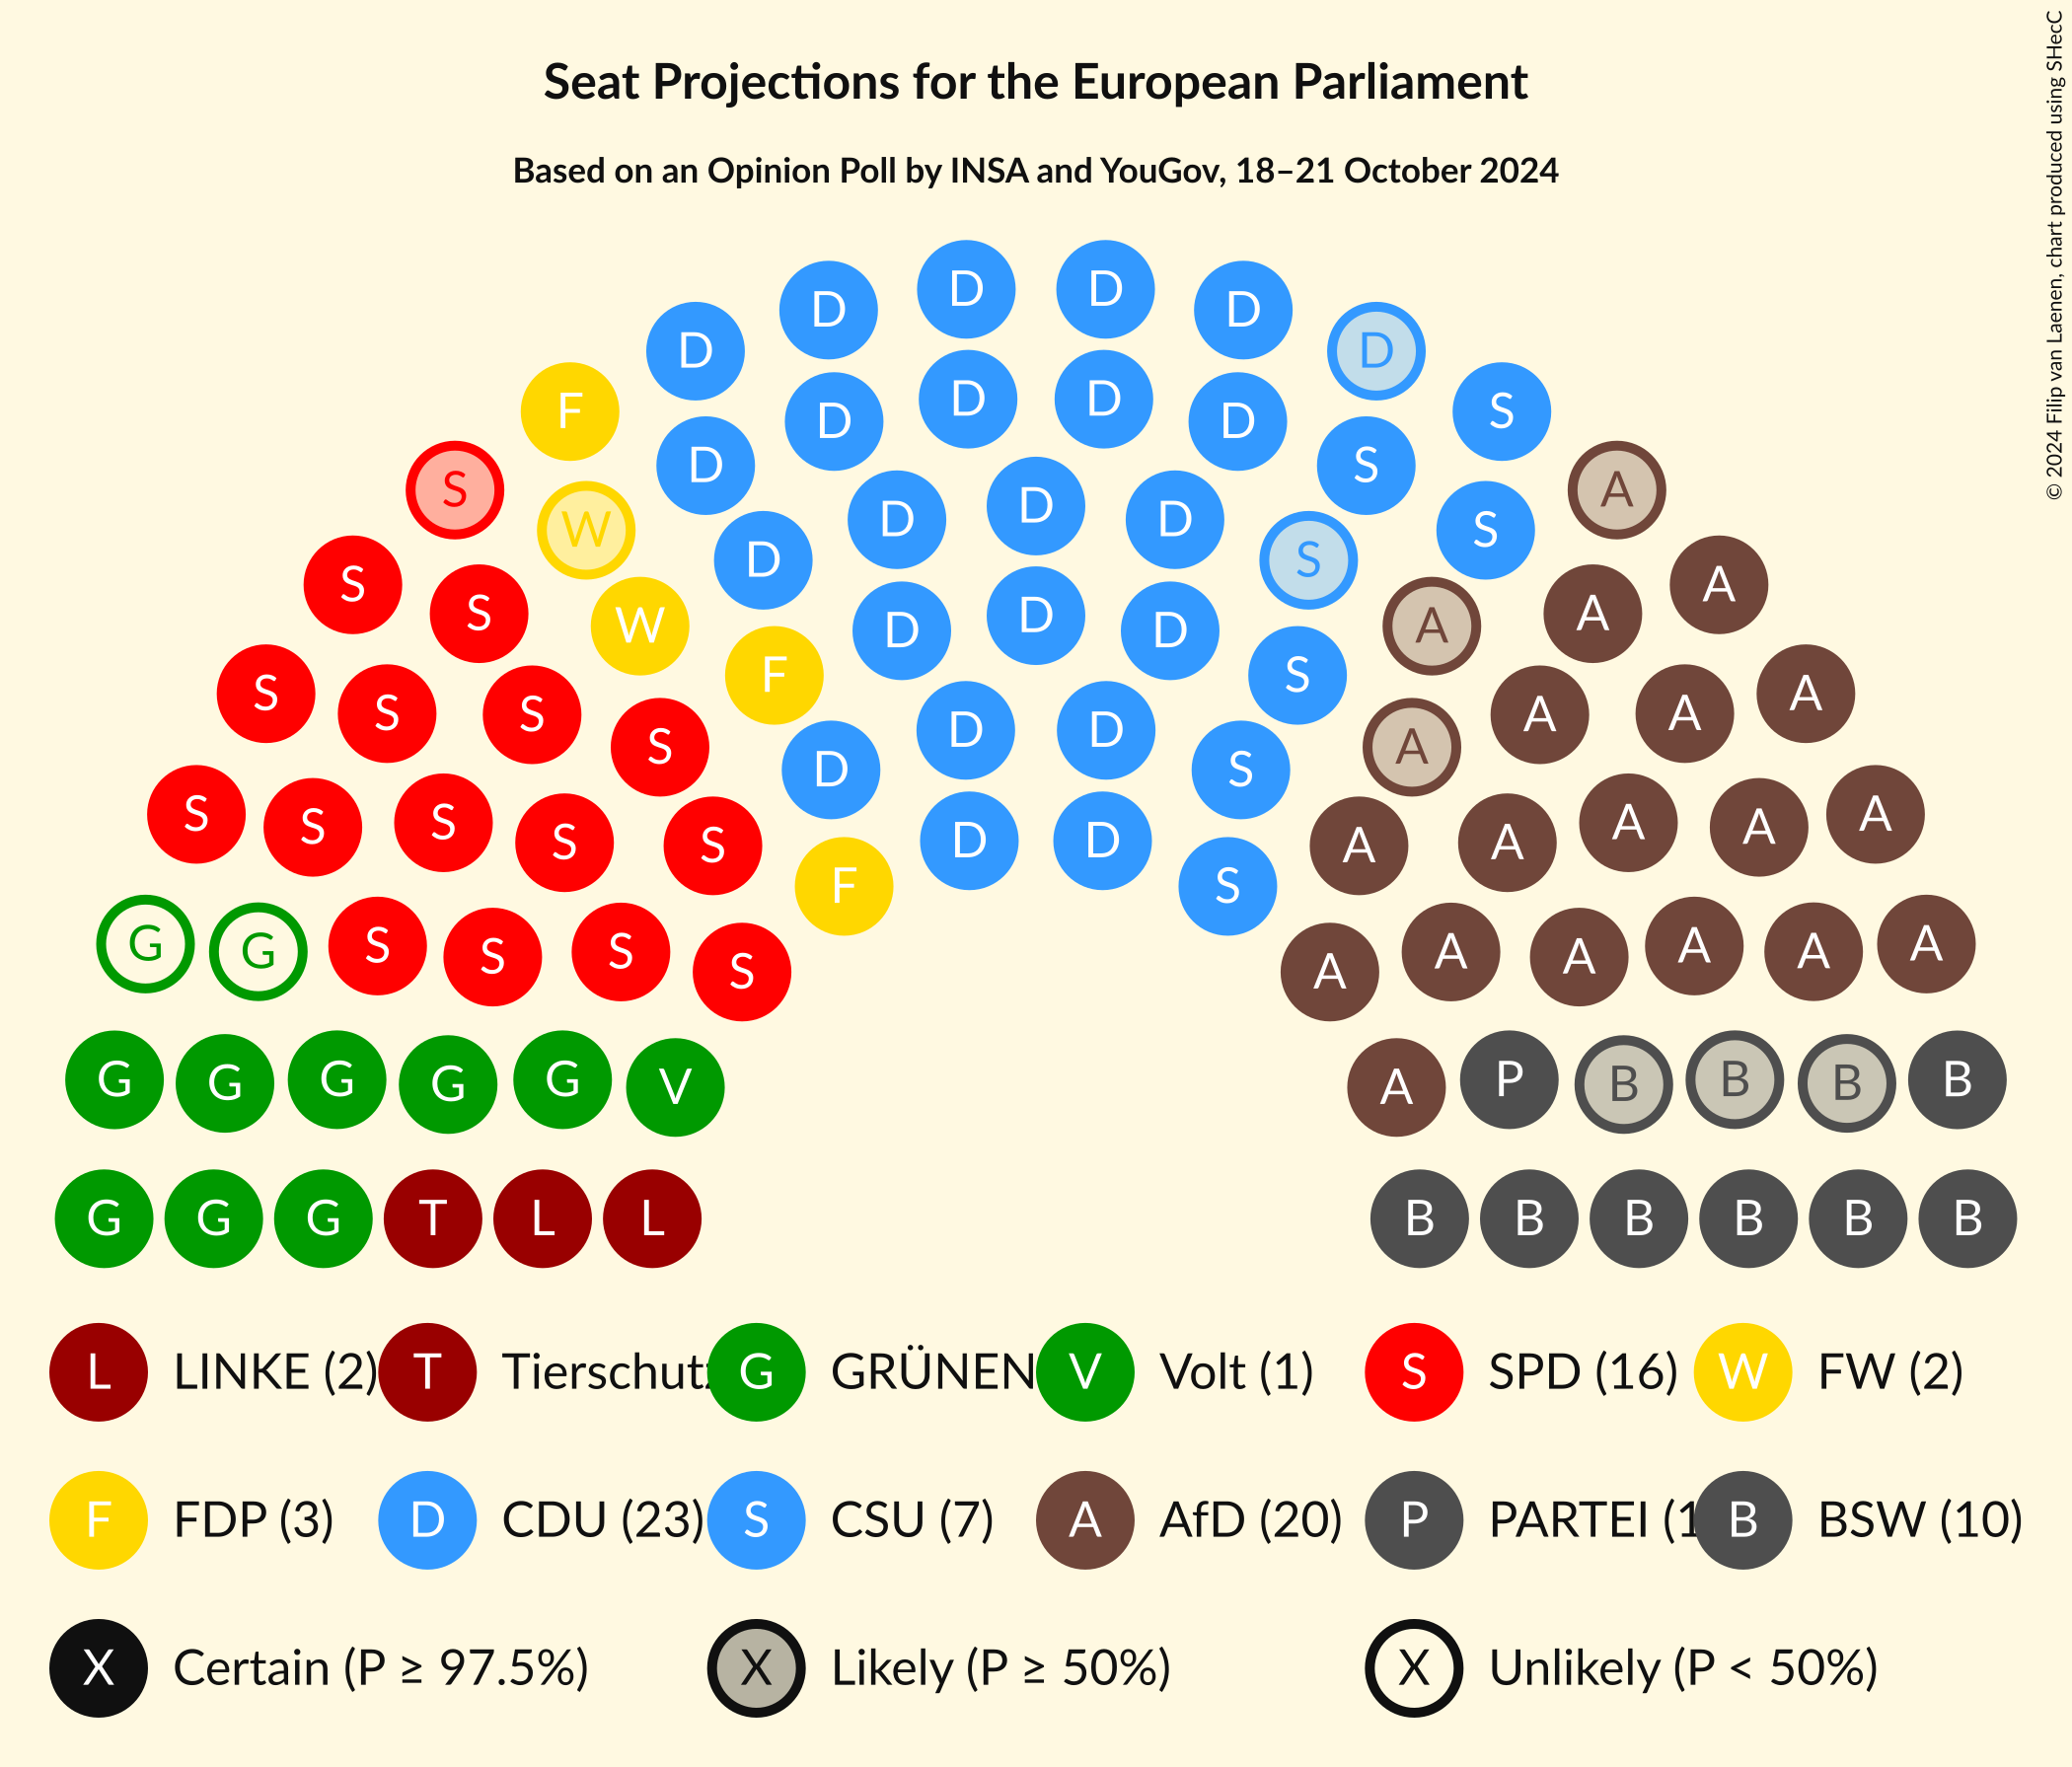 Seat Projections for the European Parliament
Based on an Opinion Poll by INSA and YouGov, 18–21 October 2024
© 2024 Filip van Laenen, chart produced using SHecC
D D
D D
D D
D D
D D
F S
D D
D S
S A
D
D D
W S
D S
S A
S A
D
W A
D D
F S
S A
S A
S A
D D
S A
D S
S A
S A
S A
D D
S A
S A
F S
S A
G A
S A
G S A A
S A
S A
G G G G G V A P B B B B
G G G T L L B B B B B B
L LINKE (2) T Tierschutz G GRÜNEN V Volt (1) S SPD (16) W FW (2)
F FDP (3) D CDU (23) S CSU (7) A AfD (20) P PARTEI (1 B BSW (10)
X Certain (P ≥ 97.5%) X Likely (P ≥ 50%) X Unlikely (P < 50%)